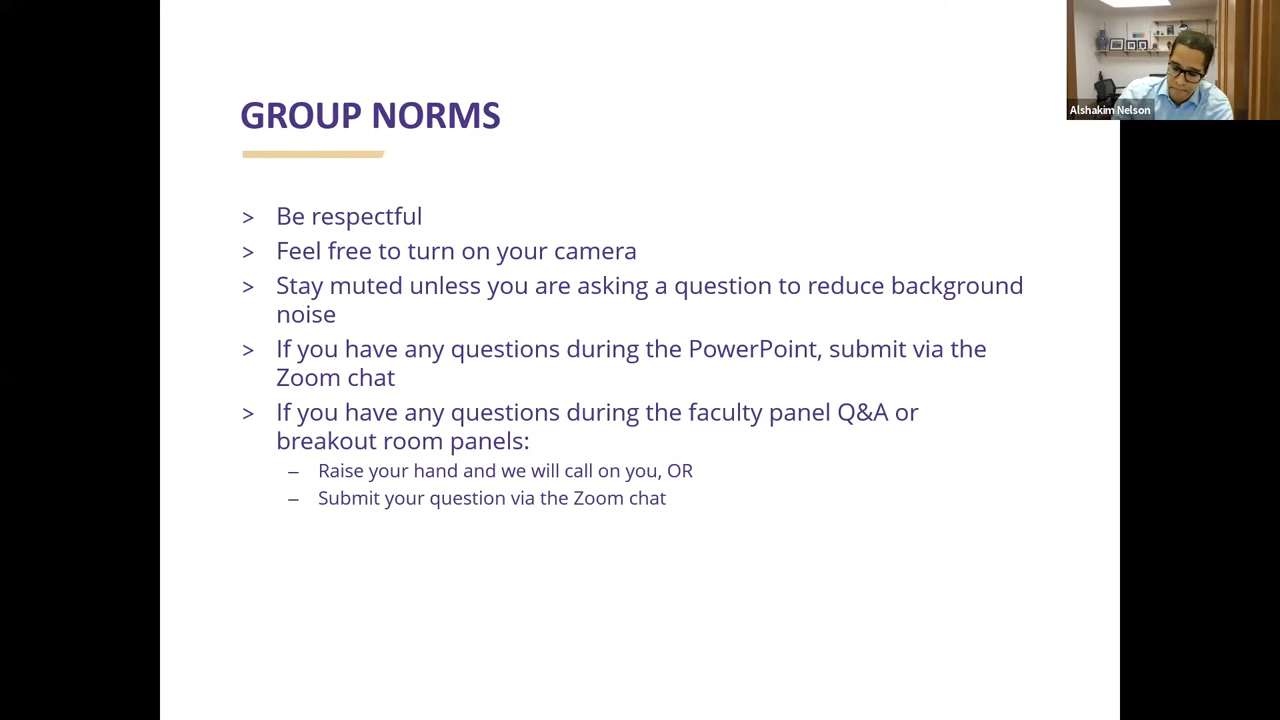 GROUP NORMS
Alshakim Nelson
> Be respectful
> Feel free to turn on your camera
> Stay muted unless you are asking a question to reduce background
noise
> If you have any questions during the PowerPoint, submit via the
Zoom chat
> If you have any questions during the faculty panel Q&A or
breakout room panels:
– Raise your hand and we will call on you, OR
– Submit your question via the Zoom chat